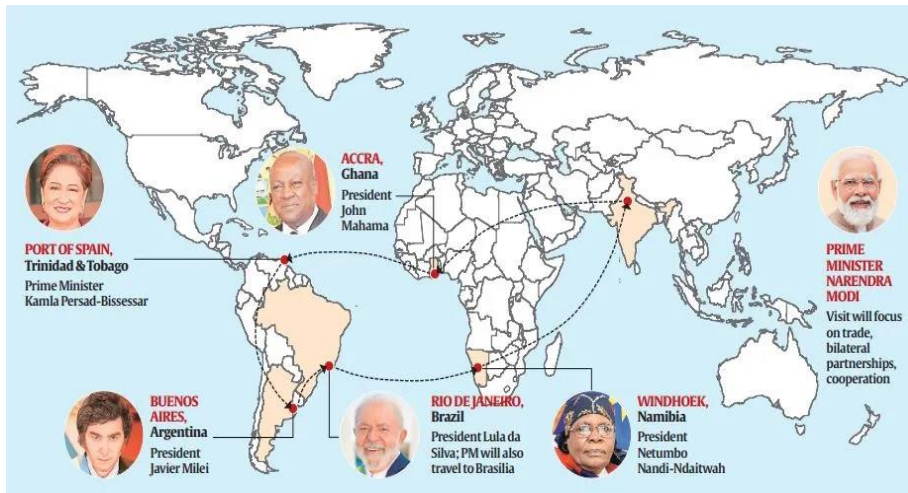 ACCRA,
Ghana
President
John
Mahama
PORT OF SPAIN,
Trinidad & Tobago
Prime Minister
Kamla Persad-Bissessar
PRIME
MINISTER
NARENDRA
MODI
Visit will focus
on trade,
bilateral
partnerships,
cooperation
BUENOS
AIRES,
Argentina
President
Javier Milei
RIO DE JANEIRO,
Brazil
President Lula da
Silva; PM will also
travel to Brasilia
WINDHOEK,
Namibia
President
Netumbo
Nandi-Ndaitwah